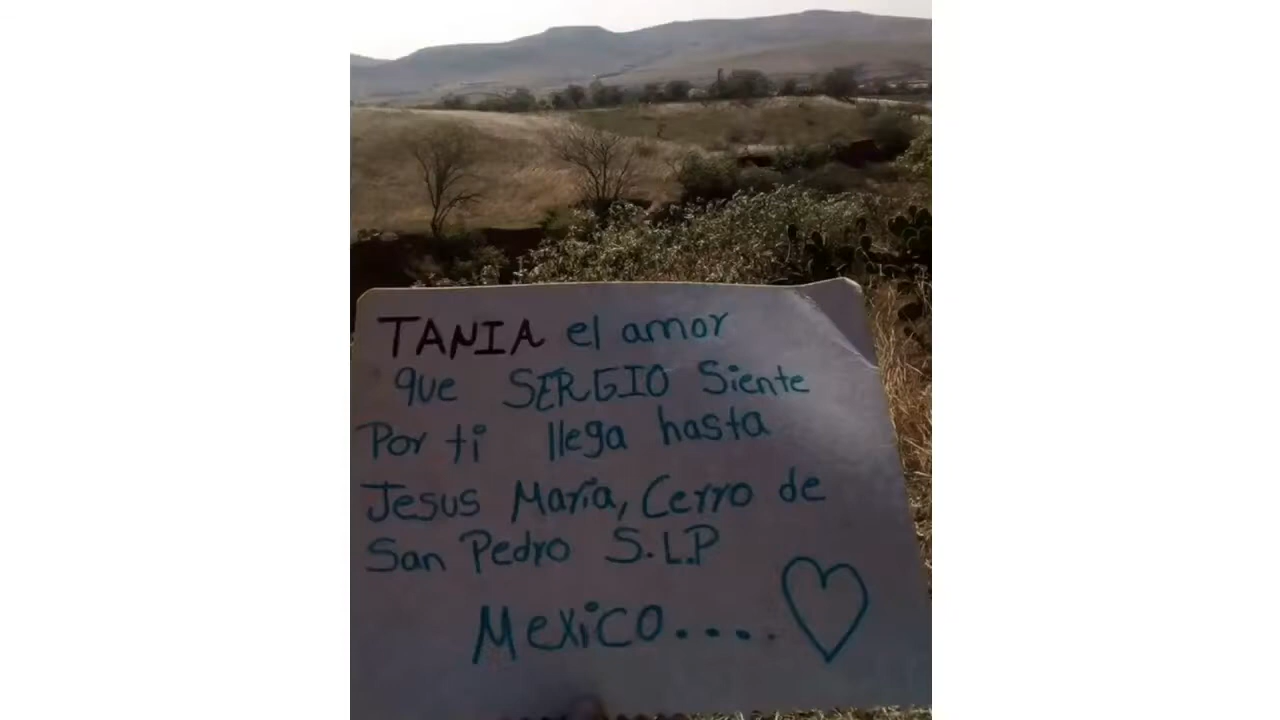 TANIA el amor
que SERGIO Siente
Por ti llega hasta
Jesus María, Cerro de
San Pedro S.L.P
Mexico....